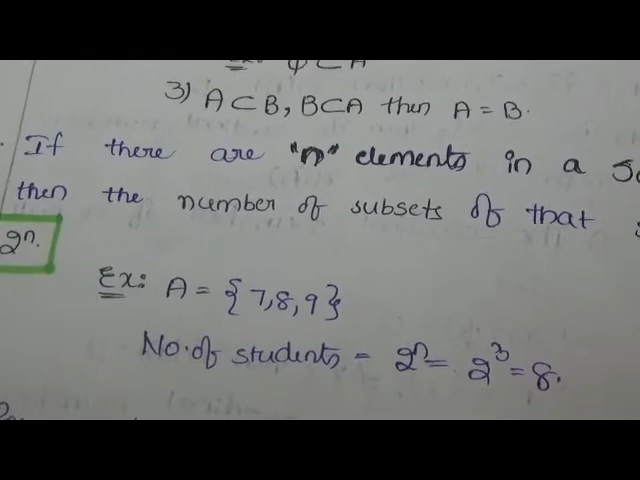 Ex: φ ⊂ A
3) A⊂B, B⊂A then A = B.
If there are "n" elements in a
then the number of subsets of that
2ⁿ.
Ex: A = {7,8,9}
No. of students = 2ⁿ = 2³ = 8.